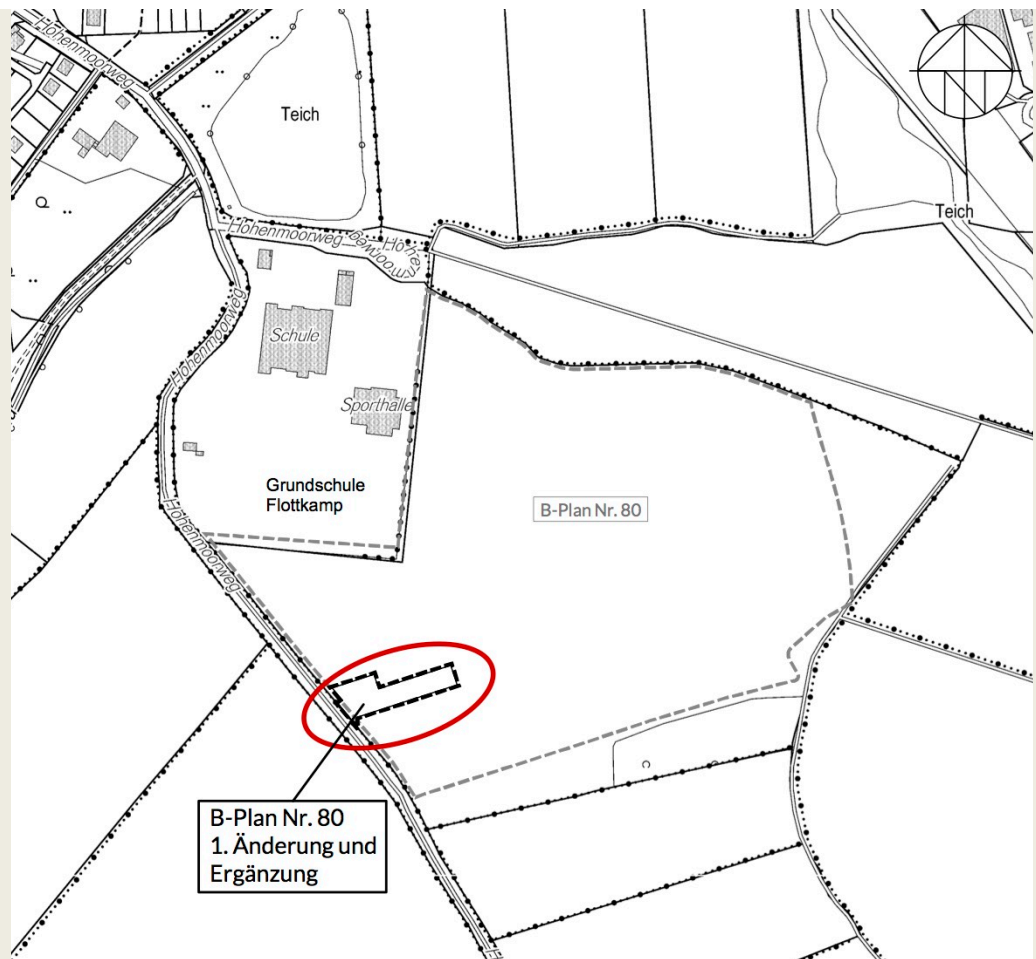 Hohenmoorweg
Teich
Teich
Hohenmoorweg
Hohenmoorweg
Schule
Hohenmoorweg
Sporthalle
Grundschule
Flottkamp
B-Plan Nr. 80
Hohenmoorweg
B-Plan Nr. 80
1. Änderung und
Ergänzung